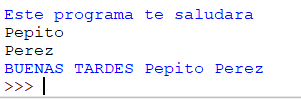 Este programa te saludara
Pepito
Perez
BUENAS TARDES Pepito Perez
>>>